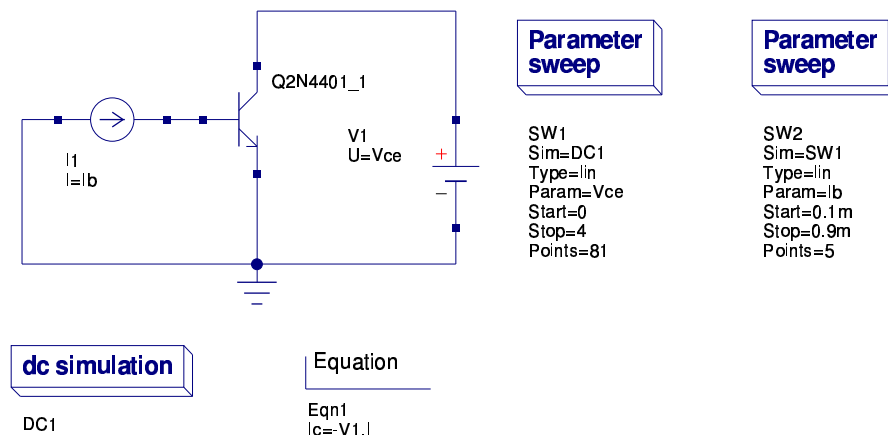 Parameter
sweep
Parameter
sweep
Q2N4401_1
V1
U=Vce
+
−
I1
I=Ib
SW1
Sim=DC1
Type=lin
Param=Vce
Start=0
Stop=4
Points=81
SW2
Sim=SW1
Type=lin
Param=Ib
Start=0.1m
Stop=0.9m
Points=5
dc simulation
DC1
Equation
Eqn1
Ic=-V1.I